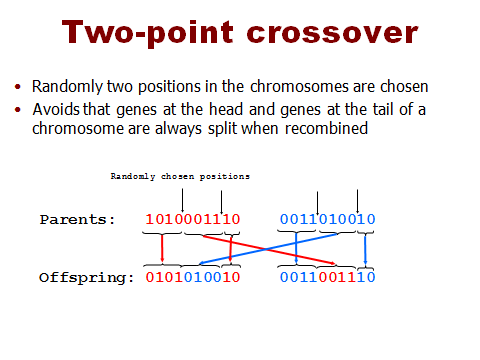 Two-point crossover
• Randomly two positions in the chromosomes are chosen
• Avoids that genes at the head and genes at the tail of a
chromosome are always split when recombined
Randomly chosen positions
Parents: 1010001110 0011010010
Offspring: 0101010010 0011001110